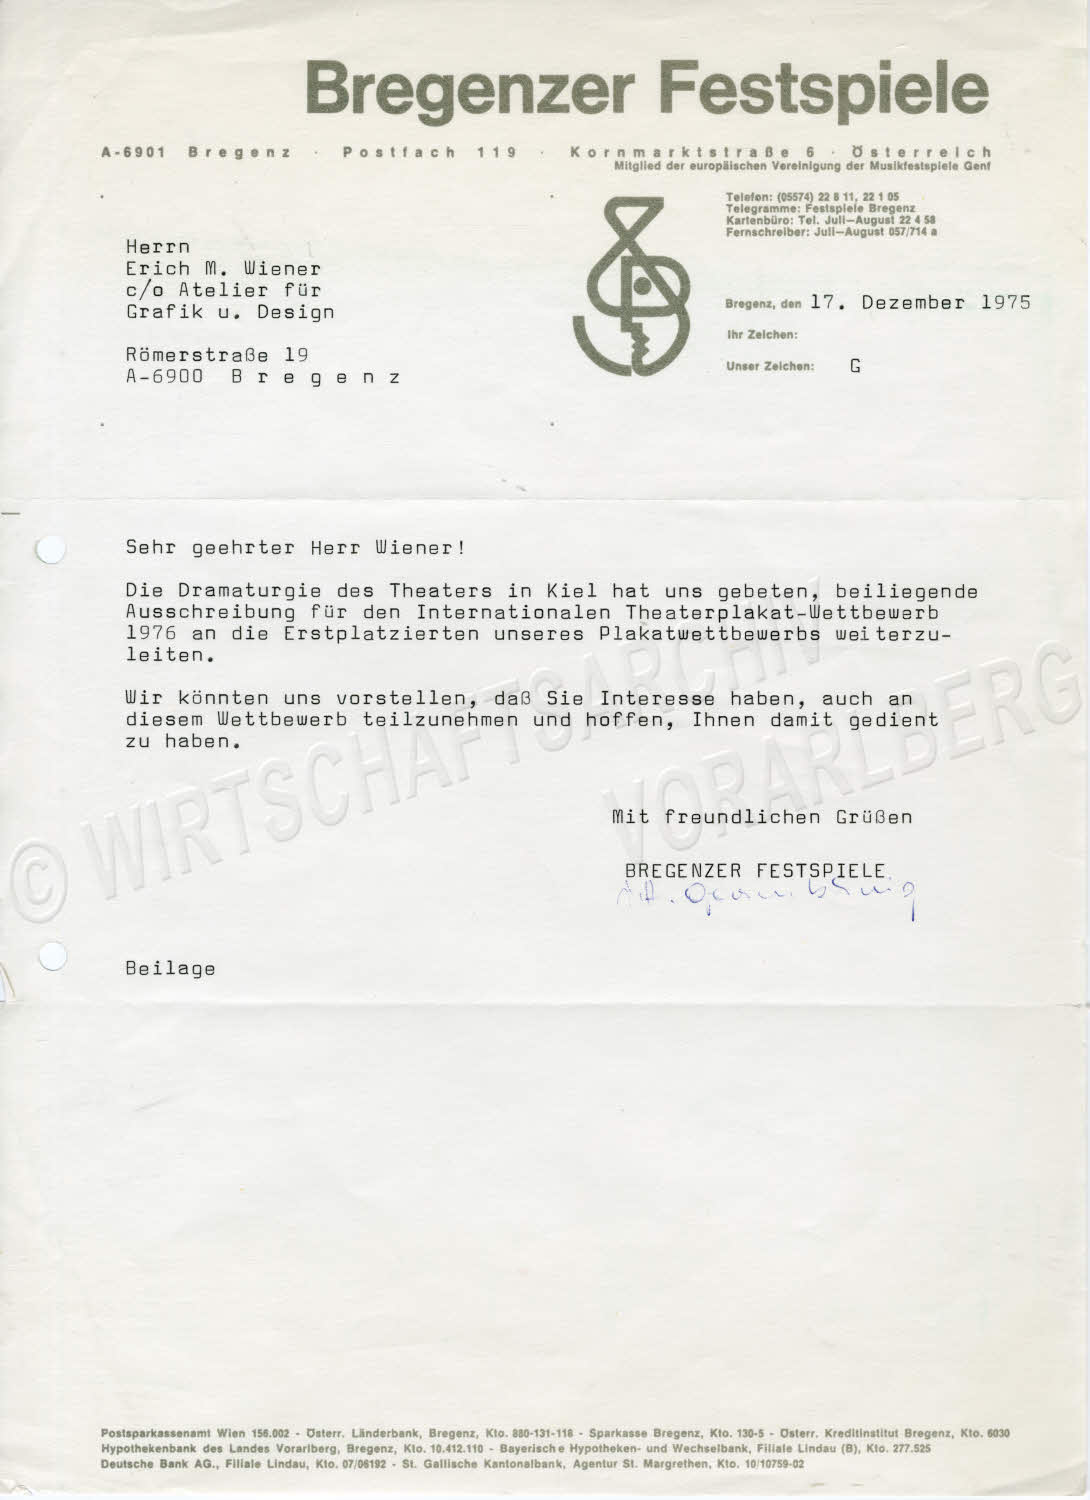 Bregenzer Festspiele
A-6901 Bregenz · Postfach 119 · Kornmarktstraße 6 · Österreich
Mitglied der europäischen Vereinigung der Musikfestspiele Genf
Telefon: (05574) 22 8 11, 22 1 05
Telegramme: Festspiele Bregenz
Kartenbüro: Tel. Juli—August 22 4 58
Fernschreiber: Juli—August 057/714 a
Herrn
Erich M. Wiener
c/o Atelier für
Grafik u. Design
Römerstraße 19
A-6900 B r e g e n z
Bregenz, den 17. Dezember 1975
Ihr Zeichen:
Unser Zeichen: G
Sehr geehrter Herr Wiener!
Die Dramaturgie des Theaters in Kiel hat uns gebeten, beiliegende
Ausschreibung für den Internationalen Theaterplakat-Wettbewerb
1976 an die Erstplatzierten unseres Plakatwettbewerbs weiterzu-
leiten.
Wir könnten uns vorstellen, daß Sie Interesse haben, auch an
diesem Wettbewerb teilzunehmen und hoffen, Ihnen damit gedient
zu haben.
© WIRTSCHAFTSARCHIV
VORARLBERG
Mit freundlichen Grüßen
BREGENZER FESTSPIELE
Beilage
Postsparkassenamt Wien 156.002 - Österr. Länderbank, Bregenz, Kto. 880-131-116 - Sparkasse Bregenz, Kto. 130-5 - Österr. Kreditinstitut Bregenz, Kto. 6030
Hypothekenbank des Landes Vorarlberg, Bregenz, Kto. 10.412.110 - Bayerische Hypotheken- und Wechselbank, Filiale Lindau (B), Kto. 277.525
Deutsche Bank AG., Filiale Lindau, Kto. 07/06192 - St. Gallische Kantonalbank, Agentur St. Margrethen, Kto. 10/10759-02